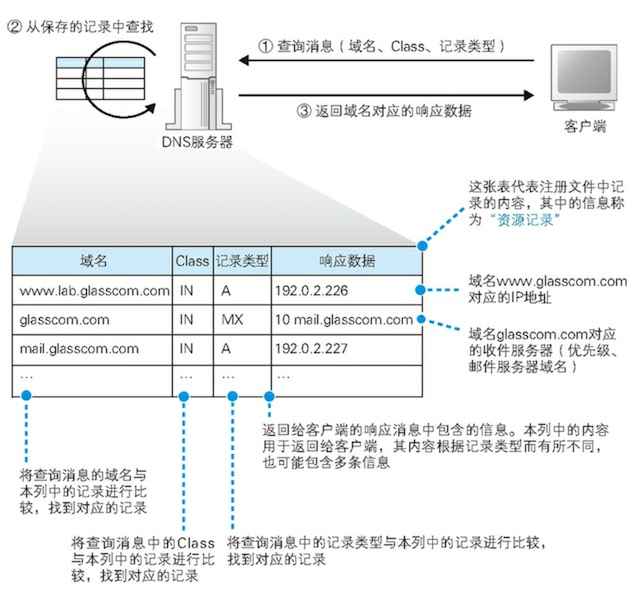 ② 从保存的记录中查找
① 查询消息（域名、Class、记录类型）
③ 返回域名对应的响应数据
DNS服务器
客户端
这张表代表注册文件中记
录的内容，其中的信息称
为“资源记录”
域名 Class 记录类型 响应数据
www.lab.glasscom.com IN A 192.0.2.226
glasscom.com IN MX 10 mail.glasscom.com
mail.glasscom.com IN A 192.0.2.227
… … … …
域名www.glasscom.com
对应的IP地址
域名glasscom.com对应
的收件服务器（优先级、
邮件服务器域名）
返回给客户端的响应消息中包含的信息。本列中的内容
用于返回给客户端，其内容根据记录类型而有所不同，
也可能包含多条信息
将查询消息的域名与
本列中的记录进行比
较，找到对应的记录
将查询消息中的Class
与本列中的记录进行比
较，找到对应的记录
将查询消息中的记录类型与本列中的记录进行比较，
找到对应的记录